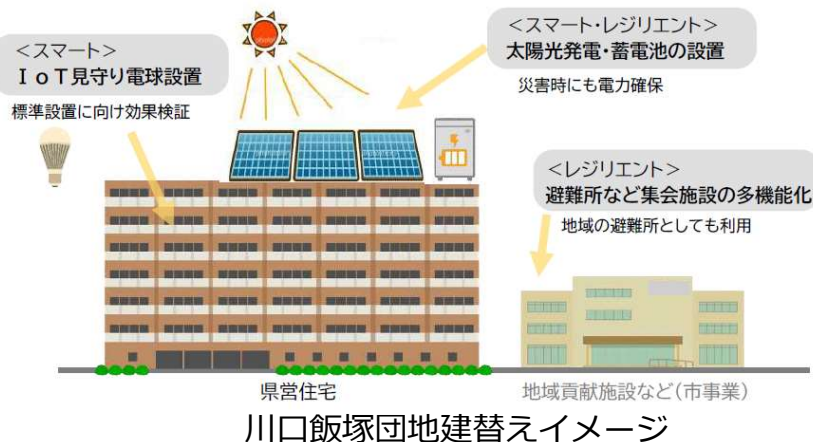 ＜スマート＞
ＩｏＴ見守り電球設置
標準設置に向け効果検証
＜スマート・レジリエント＞
太陽光発電・蓄電池の設置
災害時にも電力確保
＜レジリエント＞
避難所など集会施設の多機能化
地域の避難所としても利用
県営住宅
地域貢献施設など(市事業)
川口飯塚団地建替えイメージ